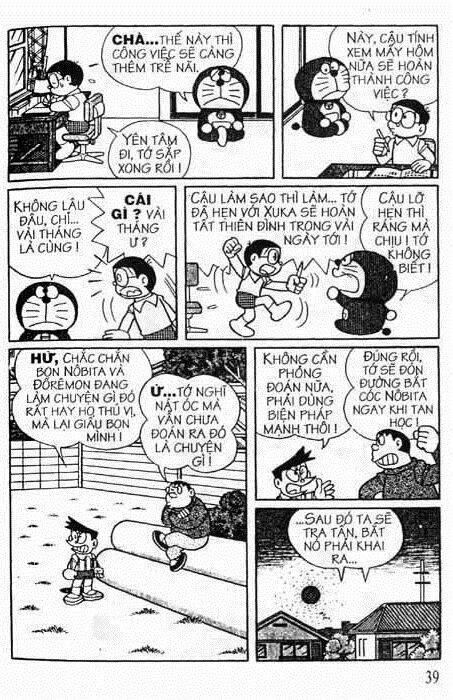 CHÀ...THẾ NÀY THÌ
CÔNG VIỆC SẼ CÀNG
THÊM TRỄ NẢI.
YÊN TÂM
ĐI, TỚ SẮP
XONG RỒI !
NÀY, CẬU TÍNH
XEM MẤY HÔM
NỮA SẼ HOÀN
THÀNH CÔNG
VIỆC ?
KHÔNG LÂU
ĐÂU, CHỈ...
VÀI THÁNG
LÀ CÙNG !
CÁI
GÌ ? VÀI
THÁNG
Ư ?
CẬU LÀM SAO THÌ LÀM... TỚ
ĐÃ HẸN VỚI XUKA SẼ HOÀN
TẤT THIÊN ĐÌNH TRONG VÀI
NGÀY TỚI !
CẬU LỠ
HẸN THÌ
RÁNG MÀ
CHỊU ! TỚ
KHÔNG
BIẾT !
HỨ, CHẮC CHẮN
BỌN NÔBITA VÀ
ĐÔRÊMON ĐANG
LÀM CHUYỆN GÌ ĐÓ
RẤT HAY HO THÚ VỊ,
MÀ LẠI GIẤU BỌN
MÌNH !
Ừ...TỚ NGHĨ
NÁT ÓC MÀ
VẪN CHƯA
ĐOÁN RA ĐÓ
LÀ CHUYỆN
GÌ !
KHÔNG CẦN
PHỎNG
ĐOÁN NỮA,
PHẢI DÙNG
BIỆN PHÁP
MẠNH THÔI !
ĐÚNG RỒI,
TỚ SẼ ĐÓN
ĐƯỜNG BẮT
CÓC NÔBITA
NGAY KHI TAN
HỌC !
...SAU ĐÓ TA SẼ
TRA TẤN, BẮT
NÓ PHẢI KHAI
RA...
39